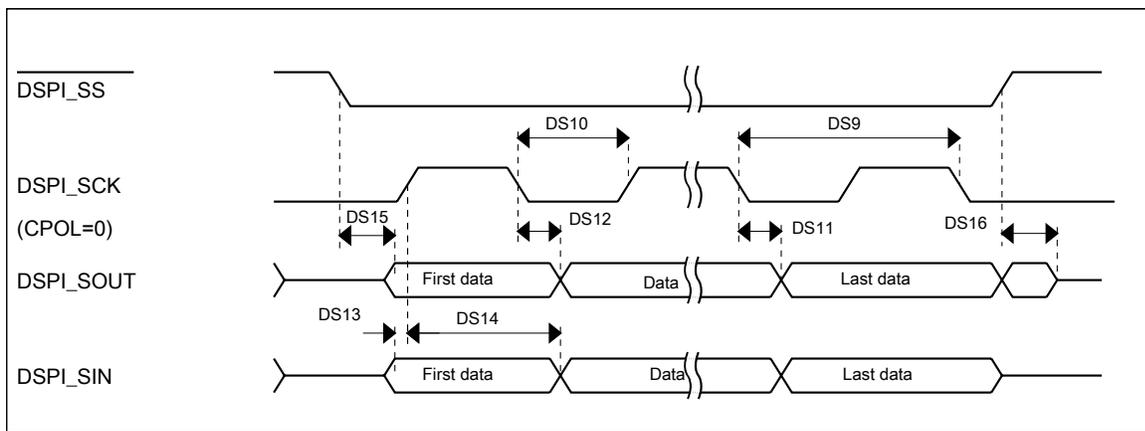 DSPI_SS
DS10
DS9
DSPI_SCK
(CPOL=0)
DS15
DS12
DS11
DS16
DSPI_SOUT
First data
Data
Last data
DS13
DS14
DSPI_SIN
First data
Data
Last data